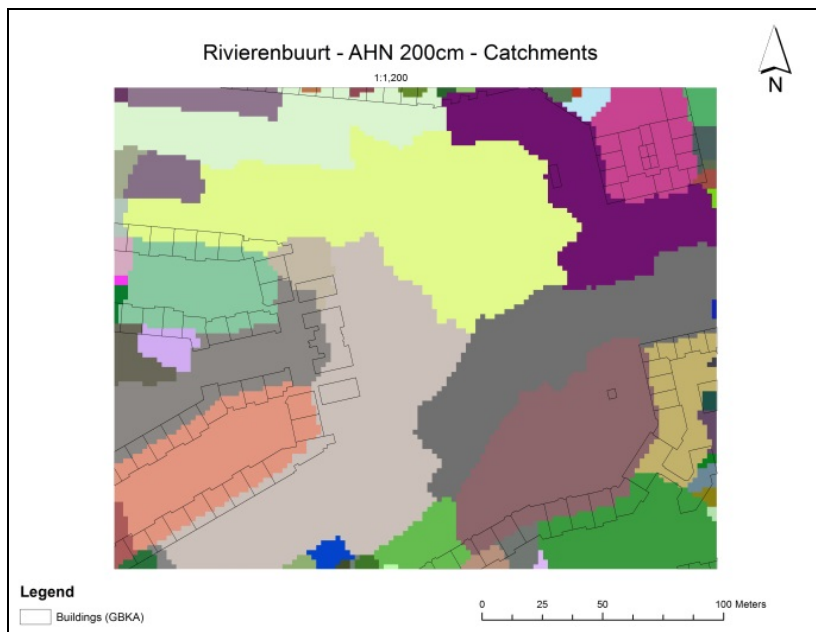 Rivierenbuurt - AHN 200cm - Catchments
1:1,200
N
Legend
Buildings (GBKA)
0 25 50 100 Meters